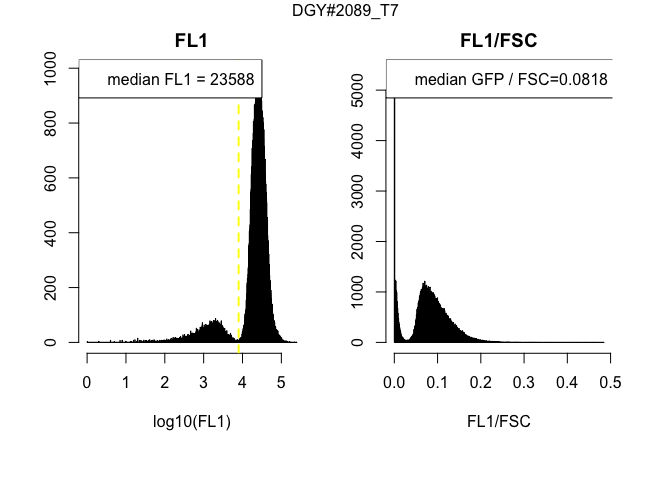 DGY#2089_T7
FL1
median FL1 = 23588
0
200
400
600
800
1000
0 1 2 3 4 5
log10(FL1)
FL1/FSC
median GFP / FSC=0.0818
0
1000
2000
3000
4000
5000
0.0 0.1 0.2 0.3 0.4 0.5
FL1/FSC